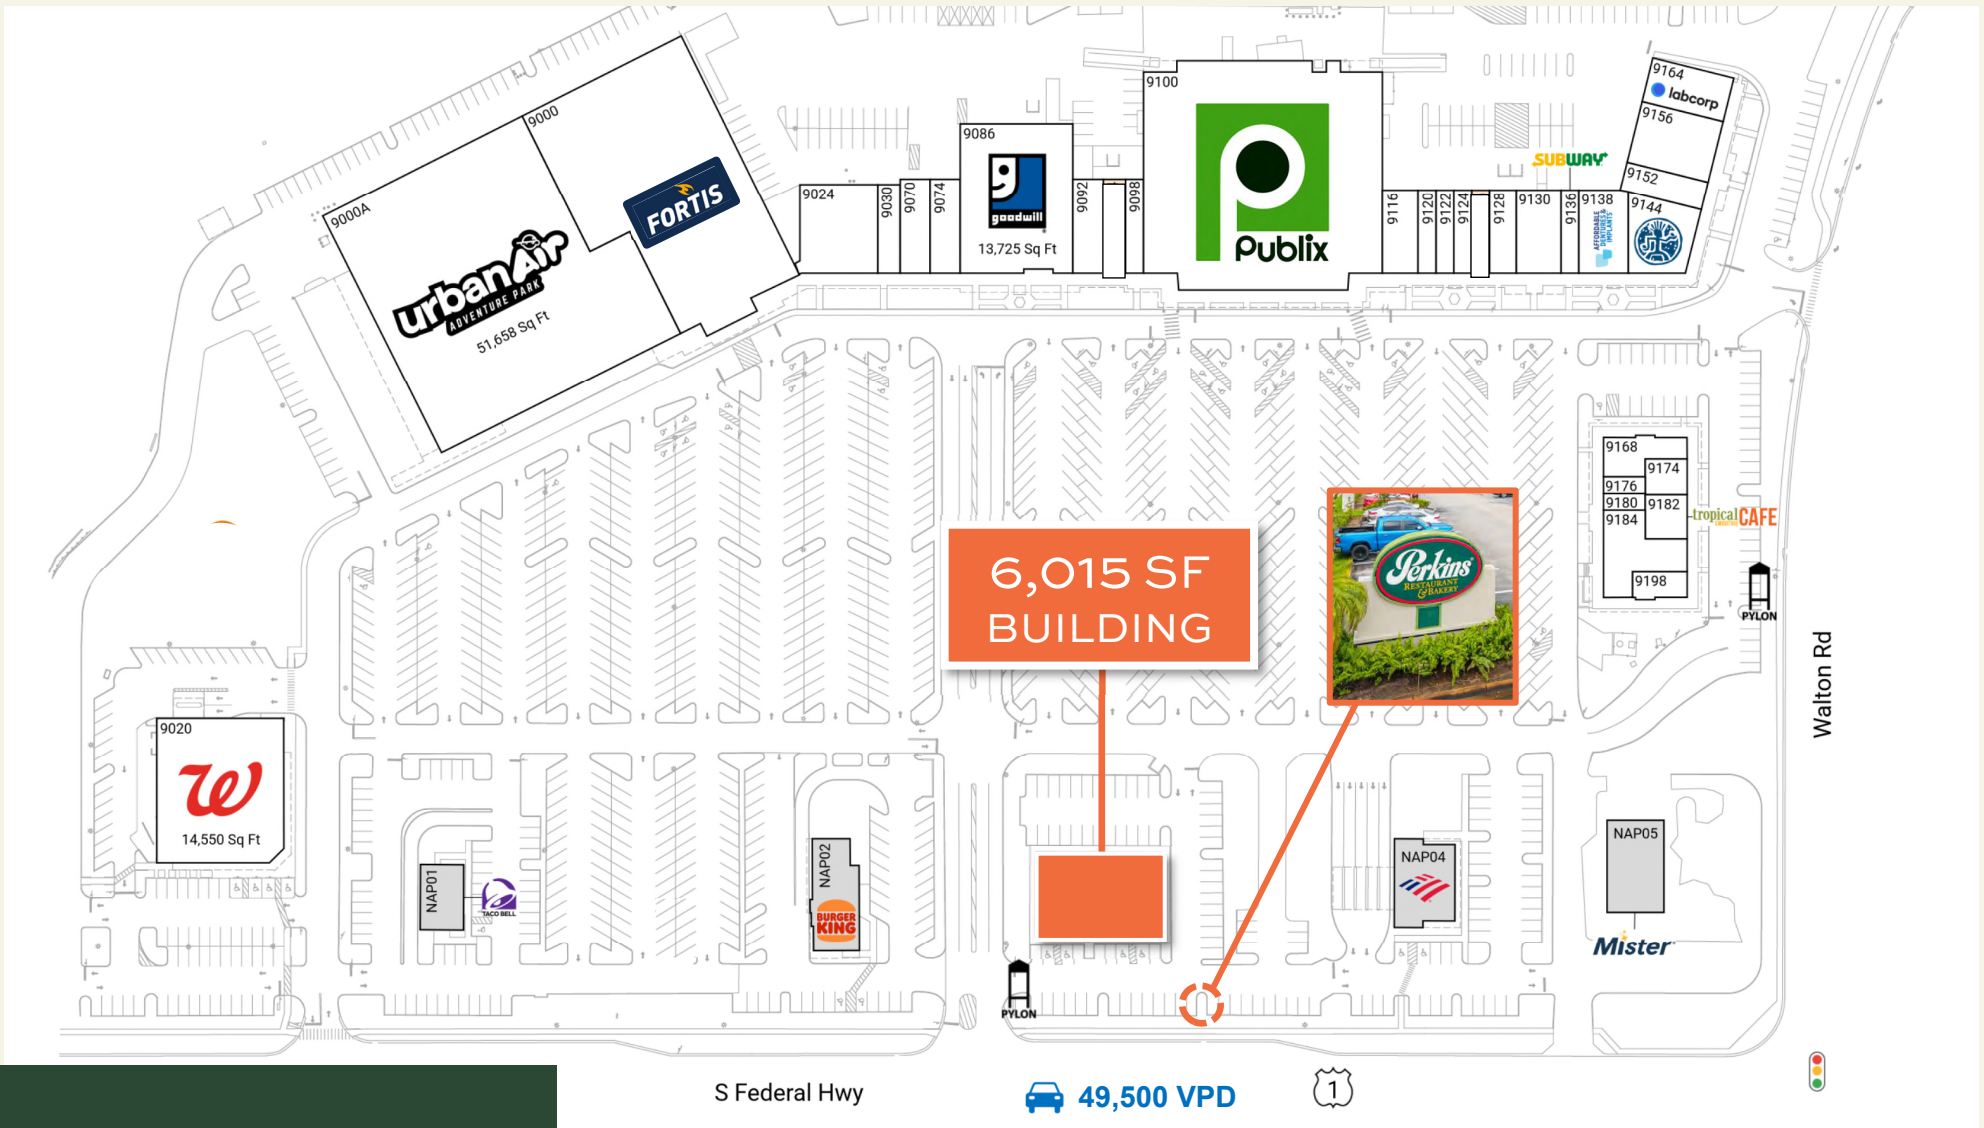 9164
labcorp
9156
9152
9144
9100
Publix
9000
FORTIS
9000A
urbanAir
ADVENTURE PARK
51,658 Sq Ft
9024
9030
9070
9074
9086
goodwill
13,725 Sq Ft
9092
9098
9116
9120
9122
9124
9128
9130
9136
9138
SUBWAY
AFFORDABLE
DENTURES &
IMPLANTS
9168
9174
9176
9180
9182
9184
9198
tropical CAFE
PYLON
Walton Rd
6,015 SF
BUILDING
Perkins
RESTAURANT
& BAKERY
9020
14,550 Sq Ft
NAP01
TACO BELL
NAP02
BURGER
KING
NAP04
NAP05
Mister
PYLON
S Federal Hwy
49,500 VPD
1